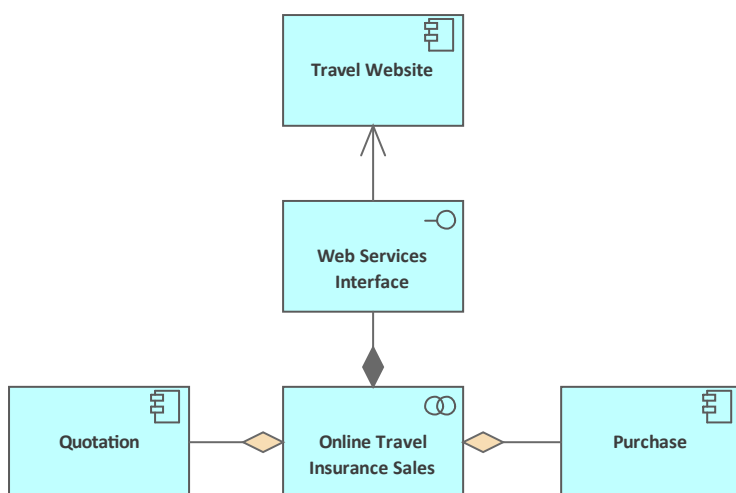 Travel Website
Web Services
Interface
Quotation
Online Travel
Insurance Sales
Purchase